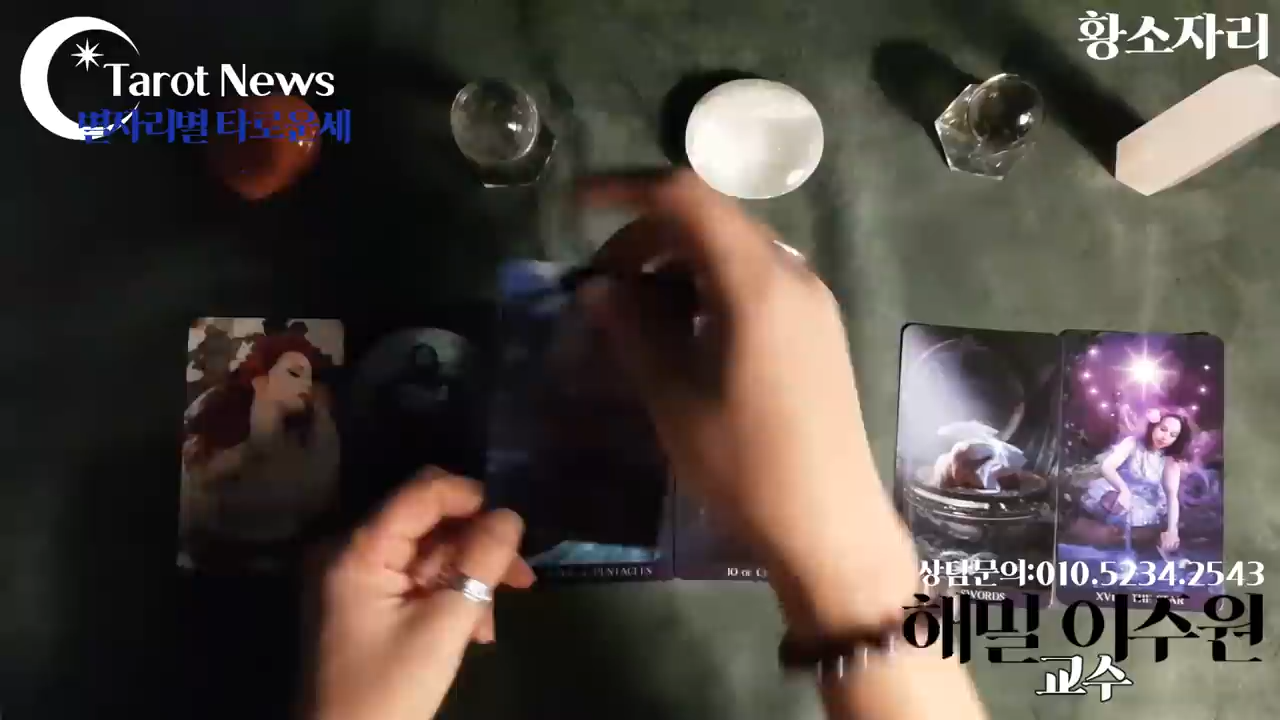 황소자리
Tarot News
별자리별 타로운세
PENTACLES
10 OF
SWORDS
THE STAR
상담문의:010.5234.2543
해밀 이수원
교수